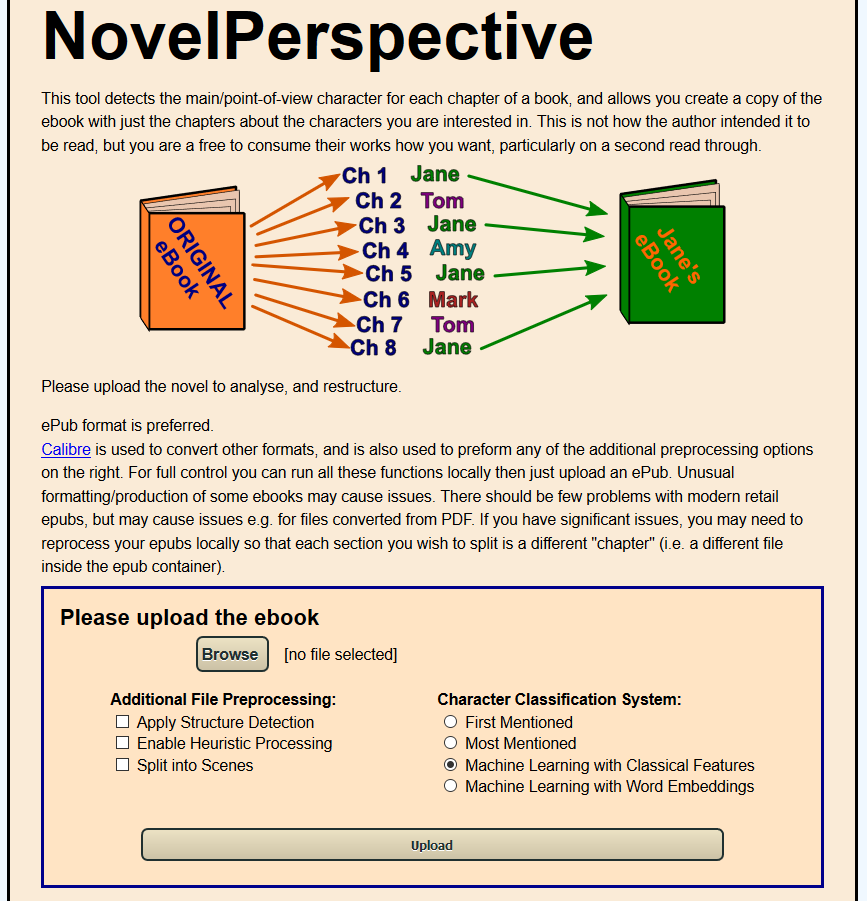 NovelPerspective
This tool detects the main/point-of-view character for each chapter of a book, and allows you create a copy of the
ebook with just the chapters about the characters you are interested in. This is not how the author intended it to
be read, but you are a free to consume their works how you want, particularly on a second read through.
ORIGINAL
eBook
Ch 1 Jane
Ch 2 Tom
Ch 3 Jane
Ch 4 Amy
Ch 5 Jane
Ch 6 Mark
Ch 7 Tom
Ch 8 Jane
Jane's
eBook
Please upload the novel to analyse, and restructure.
ePub format is preferred.
Calibre is used to convert other formats, and is also used to preform any of the additional preprocessing options
on the right. For full control you can run all these functions locally then just upload an ePub. Unusual
formatting/production of some ebooks may cause issues. There should be few problems with modern retail
epubs, but may cause issues e.g. for files converted from PDF. If you have significant issues, you may need to
reprocess your epubs locally so that each section you wish to split is a different "chapter" (i.e. a different file
inside the epub container).
Please upload the ebook
Browse [no file selected]
Additional File Preprocessing:
Apply Structure Detection
Enable Heuristic Processing
Split into Scenes
Character Classification System:
First Mentioned
Most Mentioned
Machine Learning with Classical Features
Machine Learning with Word Embeddings
Upload